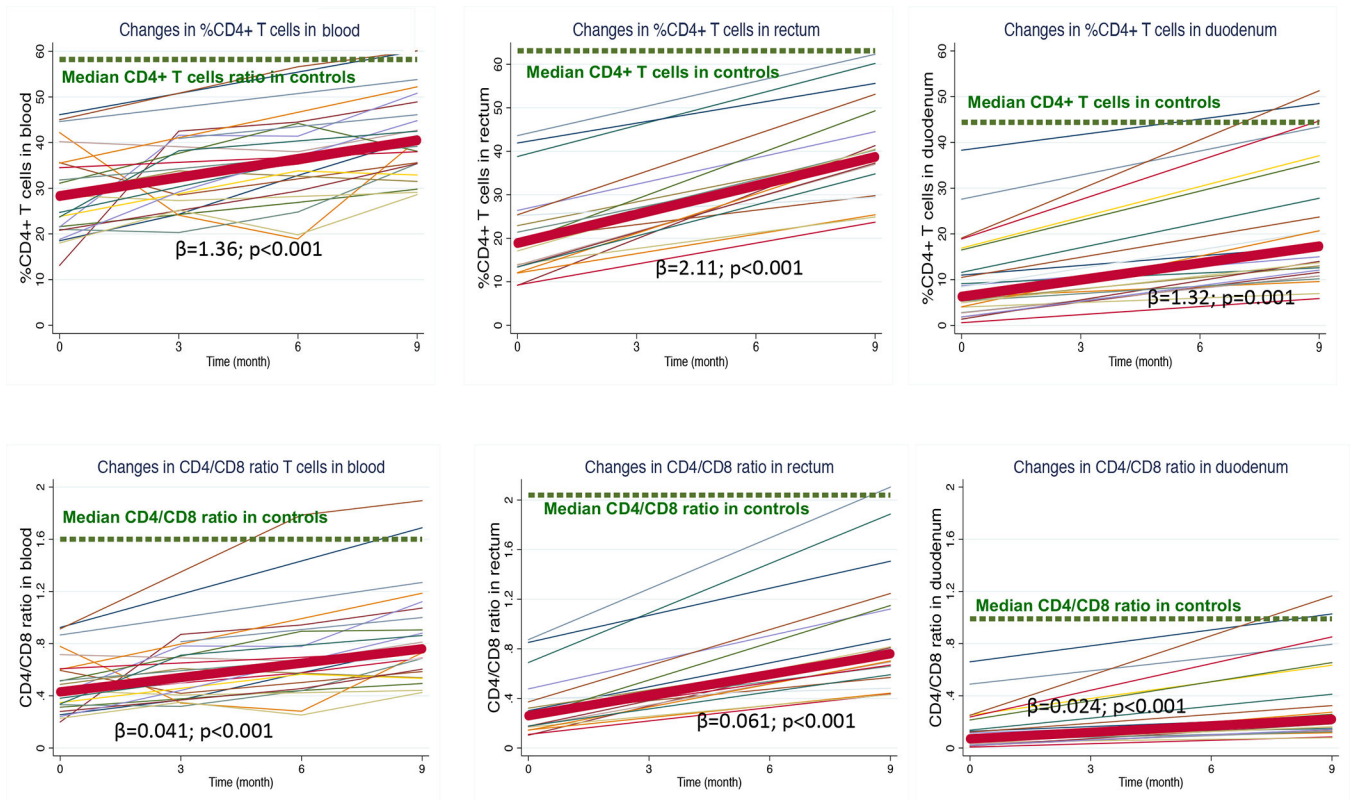 Changes in %CD4+ T cells in blood
%CD4+ T cells in blood
60
50
40
30
20
10
0
Median CD4+ T cells ratio in controls
β=1.36; p<0.001
0 3 6 9
Time (month)
Changes in %CD4+ T cells in rectum
%CD4+ T cells in rectum
60
50
40
30
20
10
0
Median CD4+ T cells in controls
β=2.11; p<0.001
0 3 6 9
Time (month)
Changes in %CD4+ T cells in duodenum
%CD4+ T cells in duodenum
60
50
40
30
20
10
0
Median CD4+ T cells in controls
β=1.32; p=0.001
0 3 6 9
Time (month)
Changes in CD4/CD8 ratio T cells in blood
CD4/CD8 ratio in blood
2
1.6
1.2
.8
.4
0
Median CD4/CD8 ratio in controls
β=0.041; p<0.001
0 3 6 9
Time (month)
Changes in CD4/CD8 ratio in rectum
CD4/CD8 ratio in rectum
2
1.6
1.2
.8
.4
0
Median CD4/CD8 ratio in controls
β=0.061; p<0.001
0 3 6 9
Time (month)
Changes in CD4/CD8 ratio in duodenum
CD4/CD8 ratio in duodenum
2
1.6
1.2
.8
.4
0
Median CD4/CD8 ratio in controls
β=0.024; p<0.001
0 3 6 9
Time (month)